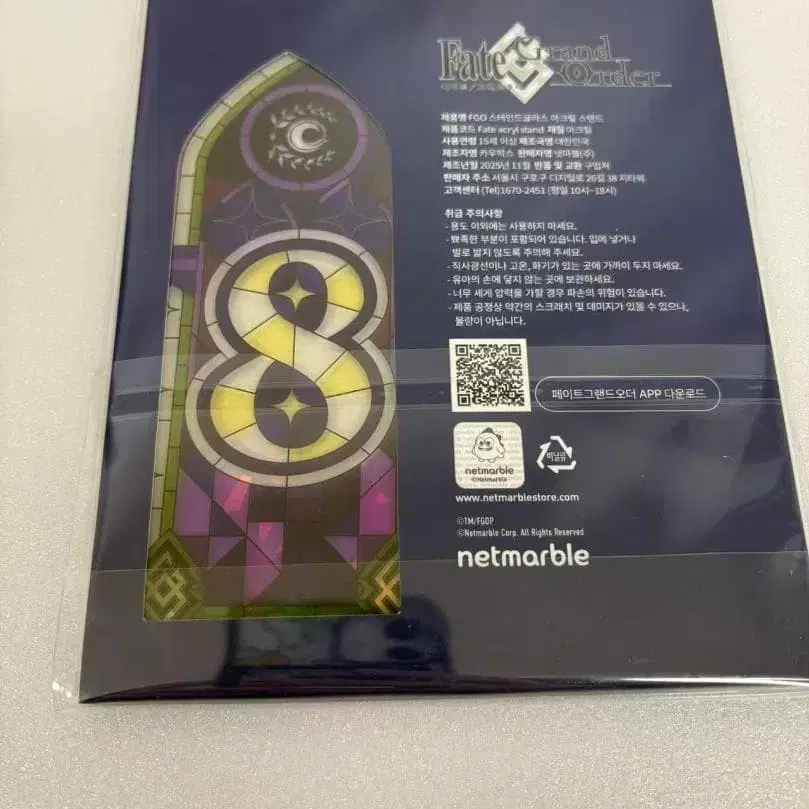 Fate Grand Order
제품명 FGO 스테인드글라스 아크릴 스탠드
제품코드 Fate acryl stand 재질 아크릴
사용연령 15세 이상 제조국명 대한민국
제조자명 카우박스 판매자명 넷마블(주)
제조년월 2025년 11월 반품 및 교환 구입처
판매자 주소 서울시 구로구 디지털로 26길 38 지타워
고객센터 (Tel)1670-2451 (평일 10시~18시)
취급 주의사항
- 용도 이외에는 사용하지 마세요.
- 뾰족한 부분이 포함되어 있습니다. 입에 넣거나
발로 밟지 않도록 주의해 주세요.
- 직사광선이나 고온, 화기가 있는 곳에 가까이 두지 마세요.
- 유아의 손에 닿지 않는 곳에 보관하세요.
- 너무 세게 압력을 가할 경우 파손의 위험이 있습니다.
- 제품 공정상 약간의 스크래치 및 데미지가 있을 수 있으나,
불량이 아닙니다.
8
페이트그랜드오더 APP 다운로드
netmarble
©Netmarble
비닐류
www.netmarblestore.com
©TM/FGOP
©Netmarble Corp. All Rights Reserved
netmarble